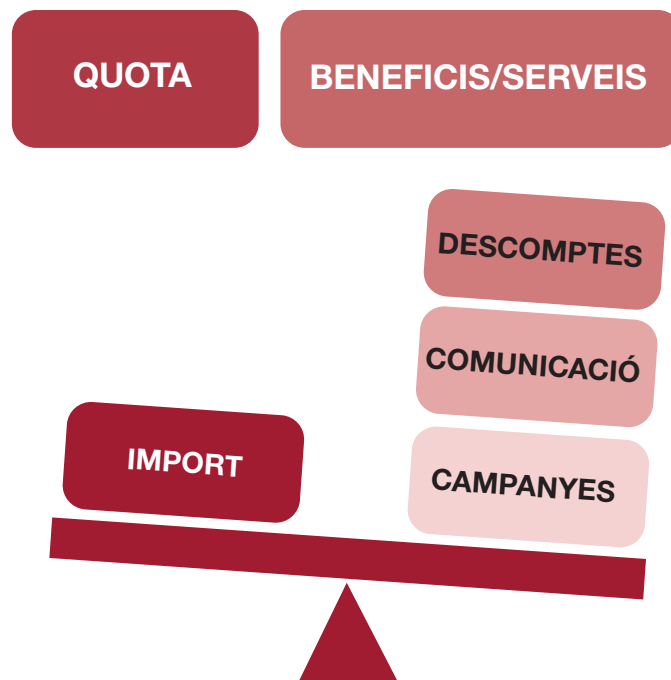 QUOTA
BENEFICIS/SERVEIS
DESCOMPTES
COMUNICACIÓ
IMPORT
CAMPANYES